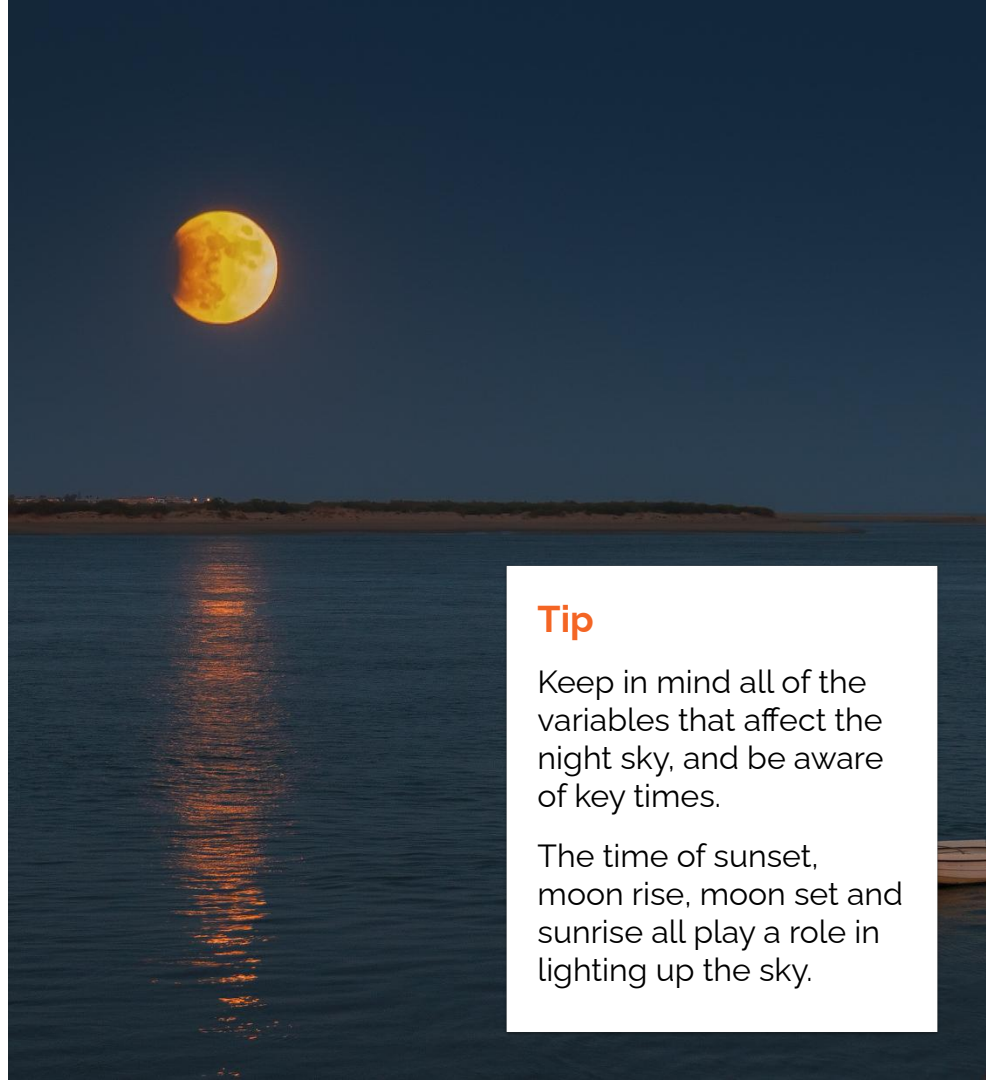 Tip
Keep in mind all of the
variables that affect the
night sky, and be aware
of key times.
The time of sunset,
moon rise, moon set and
sunrise all play a role in
lighting up the sky.